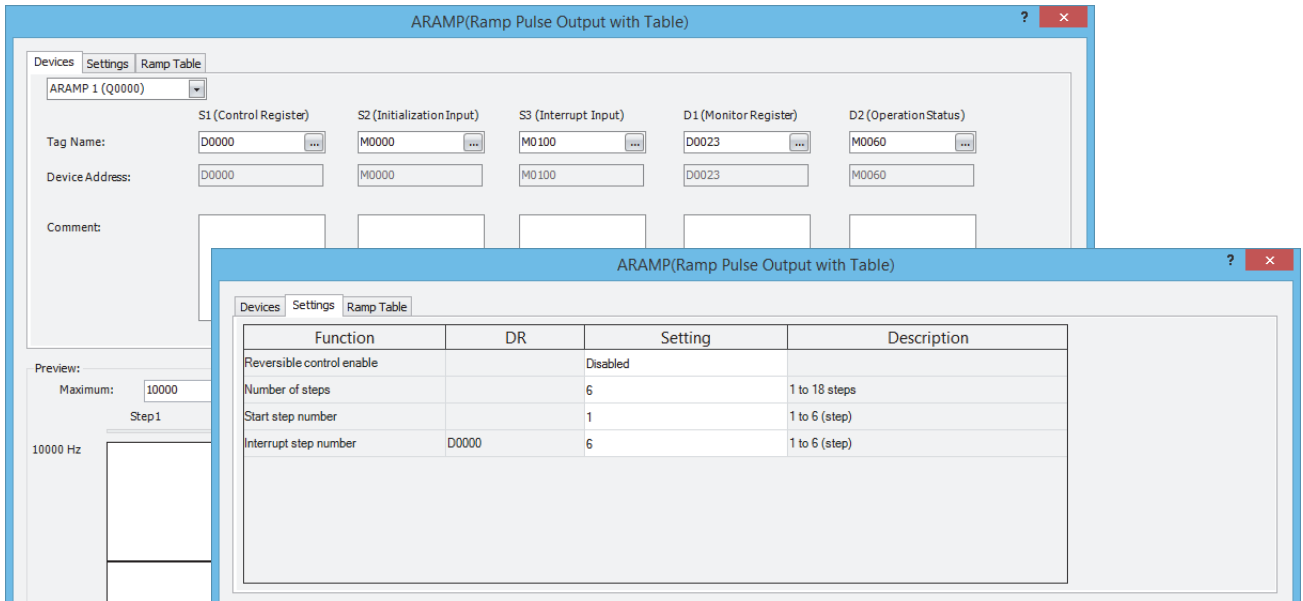 ARAMP(Ramp Pulse Output with Table)
? ×
Devices Settings Ramp Table
ARAMP 1 (Q0000)
S1 (Control Register) S2 (Initialization Input) S3 (Interrupt Input) D1 (Monitor Register) D2 (Operation Status)
Tag Name: D0000 ... M0000 ... M0100 ... D0023 ... M0060 ...
Device Address: D0000 M0000 M0100 D0023 M0060
Comment:
Preview:
Maximum: 10000
Step1
10000 Hz
ARAMP(Ramp Pulse Output with Table)
? ×
Devices Settings Ramp Table
Function DR Setting Description
Reversible control enable Disabled
Number of steps 6 1 to 18 steps
Start step number 1 1 to 6 (step)
Interrupt step number D0000 6 1 to 6 (step)